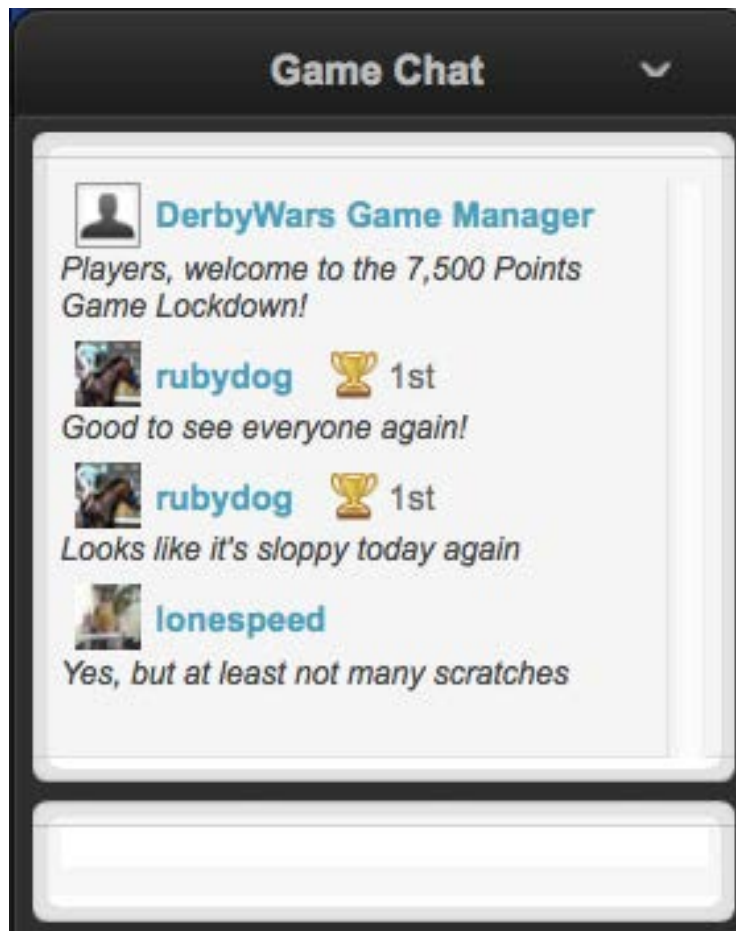 Game Chat
DerbyWars Game Manager
Players, welcome to the 7,500 Points
Game Lockdown!
rubydog 1st
Good to see everyone again!
rubydog 1st
Looks like it's sloppy today again
lonespeed
Yes, but at least not many scratches